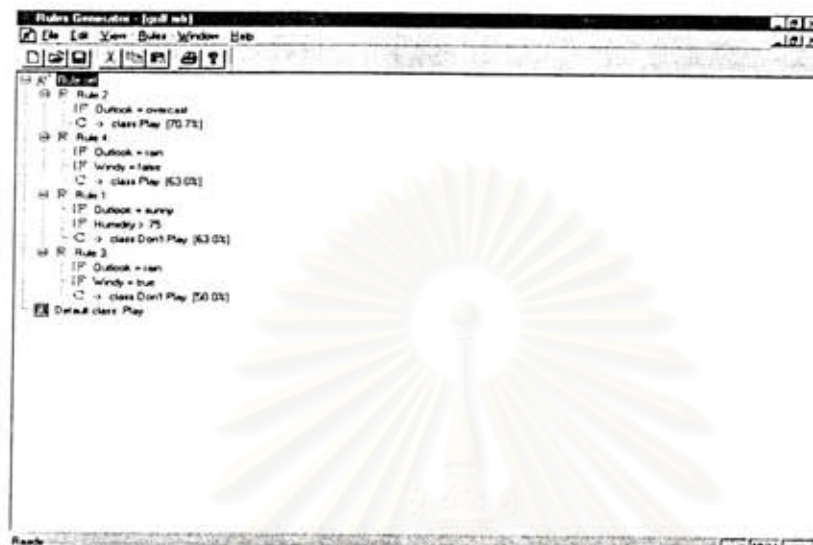 Rules Generator - [golf.
File Edit View Rules Window Help
Rule set
Rule 2
IF Outlook = overcast
C -> class Play [70.7%]
Rule 4
IF Outlook = rain
IF Windy = false
C -> class Play [63.0%]
Rule 1
IF Outlook = sunny
IF Humidity > 75
C -> class Don't Play [63.0%]
Rule 3
IF Outlook = rain
IF Windy = true
C -> class Don't Play [50.0%]
Default class: Play
Ready